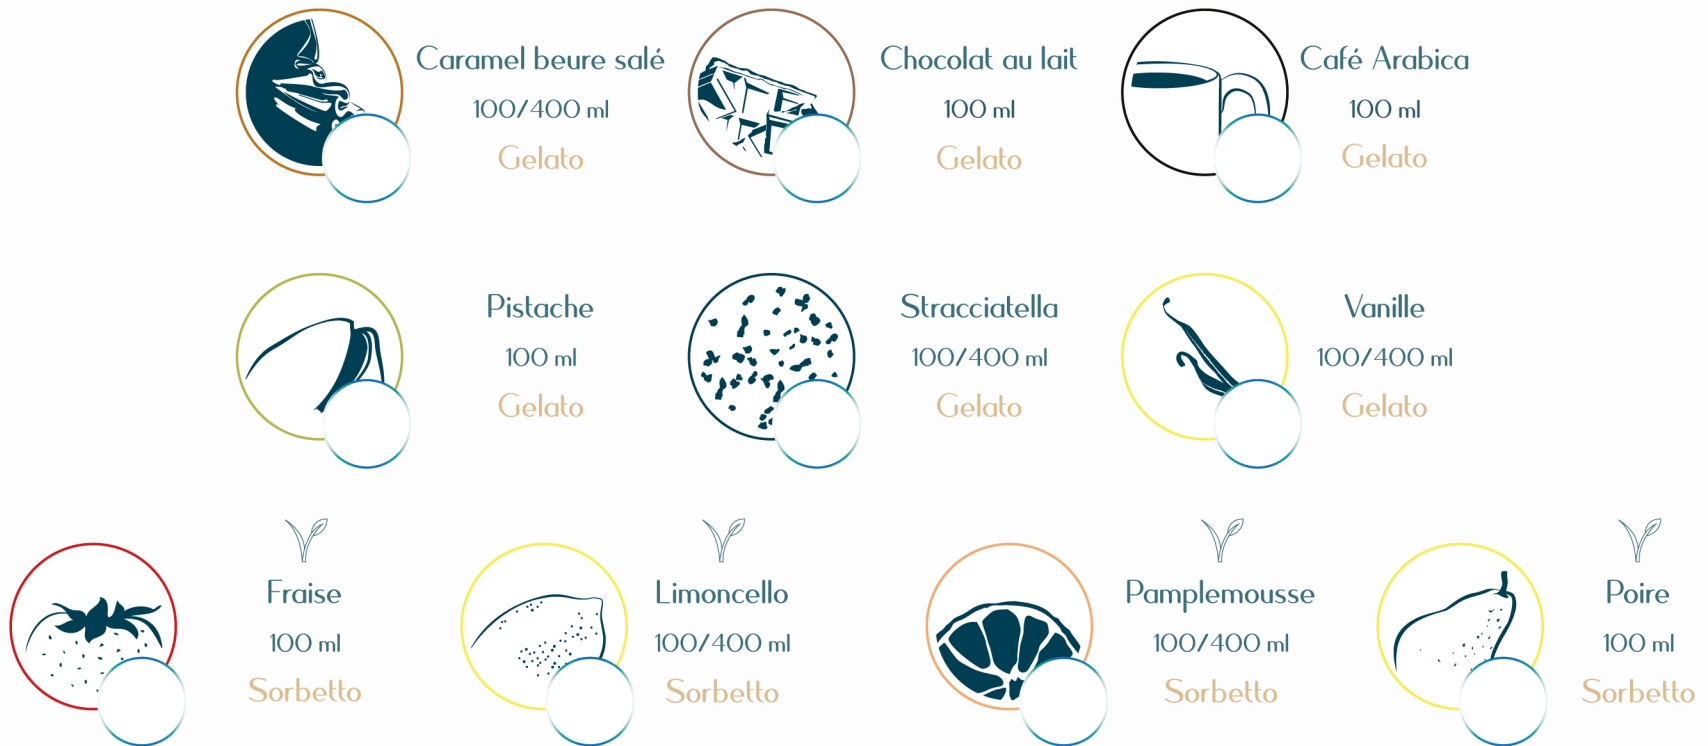 Caramel beure salé
100/400 ml
Gelato
Chocolat au lait
100 ml
Gelato
Café Arabica
100 ml
Gelato
Pistache
100 ml
Gelato
Stracciatella
100/400 ml
Gelato
Vanille
100/400 ml
Gelato
Fraise
100 ml
Sorbetto
Limoncello
100/400 ml
Sorbetto
Pamplemousse
100/400 ml
Sorbetto
Poire
100 ml
Sorbetto